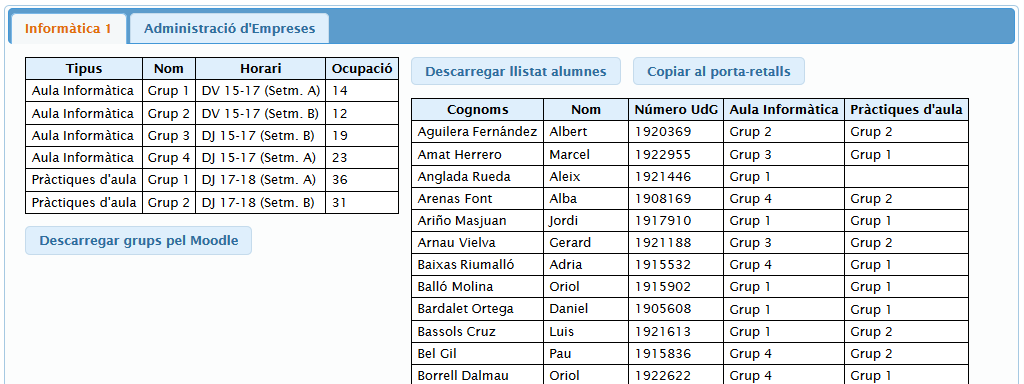 Informàtica 1 Administració d'Empreses
Tipus Nom Horari Ocupació
Aula Informàtica Grup 1 DV 15-17 (Setm. A) 14
Aula Informàtica Grup 2 DV 15-17 (Setm. B) 12
Aula Informàtica Grup 3 DJ 15-17 (Setm. B) 19
Aula Informàtica Grup 4 DJ 15-17 (Setm. A) 23
Pràctiques d'aula Grup 1 DJ 17-18 (Setm. A) 36
Pràctiques d'aula Grup 2 DJ 17-18 (Setm. B) 31
Descarregar grups pel Moodle
Descarregar llistat alumnes Copiar al porta-retalls
Cognoms Nom Número UdG Aula Informàtica Pràctiques d'aula
Aguilera Fernández Albert 1920369 Grup 2 Grup 2
Amat Herrero Marcel 1922955 Grup 3 Grup 1
Anglada Rueda Aleix 1921446 Grup 1
Arenas Font Alba 1908169 Grup 4 Grup 2
Ariño Masjuan Jordi 1917910 Grup 1 Grup 1
Arnau Vielva Gerard 1921188 Grup 3 Grup 2
Baixas Riumalló Adria 1915532 Grup 4 Grup 1
Balló Molina Oriol 1915902 Grup 1 Grup 1
Bardalet Ortega Daniel 1905608 Grup 1 Grup 1
Bassols Cruz Luis 1921613 Grup 1 Grup 2
Bel Gil Pau 1915836 Grup 4 Grup 2
Borrell Dalmau Oriol 1922622 Grup 4 Grup 1